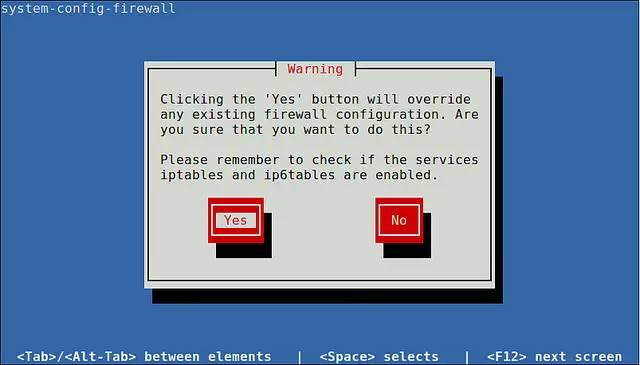 system-config-firewall
Warning
Clicking the 'Yes' button will override
any existing firewall configuration. Are
you sure that you want to do this?
Please remember to check if the services
iptables and ip6tables are enabled.
Yes No
<Tab>/<Alt-Tab> between elements | <Space> selects | <F12> next screen